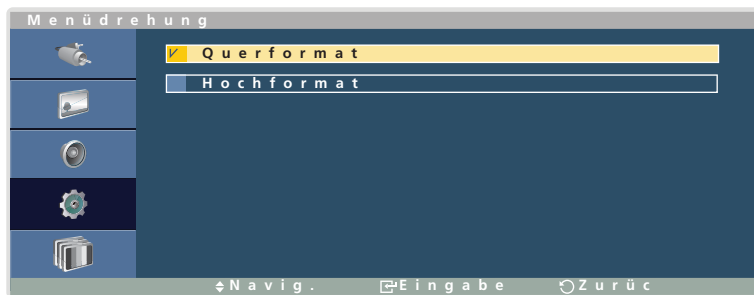 Menüdrehung
Querformat
Hochformat
Navig. Eingabe Zurüc